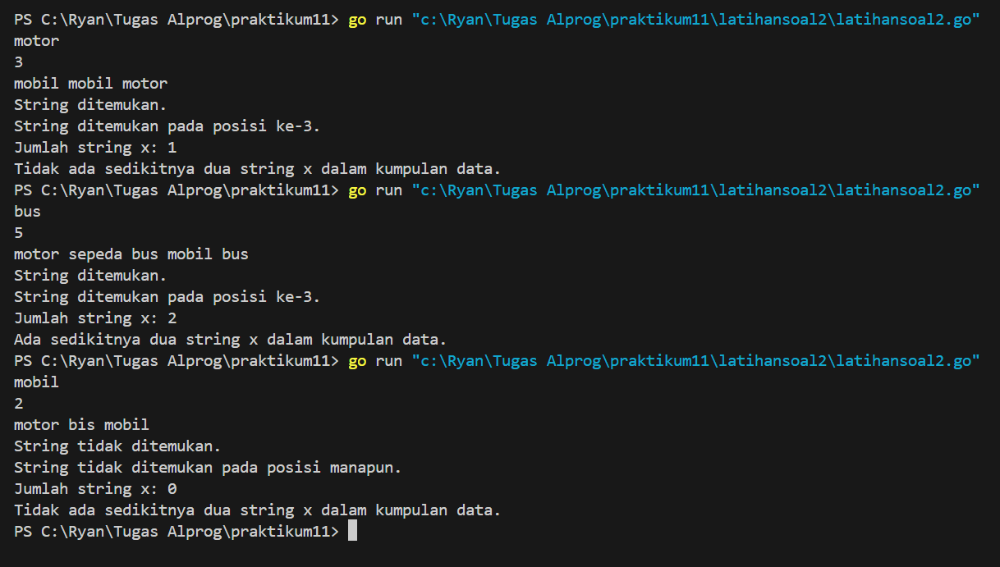 PS C:\Ryan\Tugas Alprog\praktikum11> go run "c:\Ryan\Tugas Alprog\praktikum11\latihansoal2\latihansoal2.go"
motor
3
mobil mobil motor
String ditemukan.
String ditemukan pada posisi ke-3.
Jumlah string x: 1
Tidak ada sedikitnya dua string x dalam kumpulan data.
PS C:\Ryan\Tugas Alprog\praktikum11> go run "c:\Ryan\Tugas Alprog\praktikum11\latihansoal2\latihansoal2.go"
bus
5
motor sepeda bus mobil bus
String ditemukan.
String ditemukan pada posisi ke-3.
Jumlah string x: 2
Ada sedikitnya dua string x dalam kumpulan data.
PS C:\Ryan\Tugas Alprog\praktikum11> go run "c:\Ryan\Tugas Alprog\praktikum11\latihansoal2\latihansoal2.go"
mobil
2
motor bis mobil
String tidak ditemukan.
String tidak ditemukan pada posisi manapun.
Jumlah string x: 0
Tidak ada sedikitnya dua string x dalam kumpulan data.
PS C:\Ryan\Tugas Alprog\praktikum11>